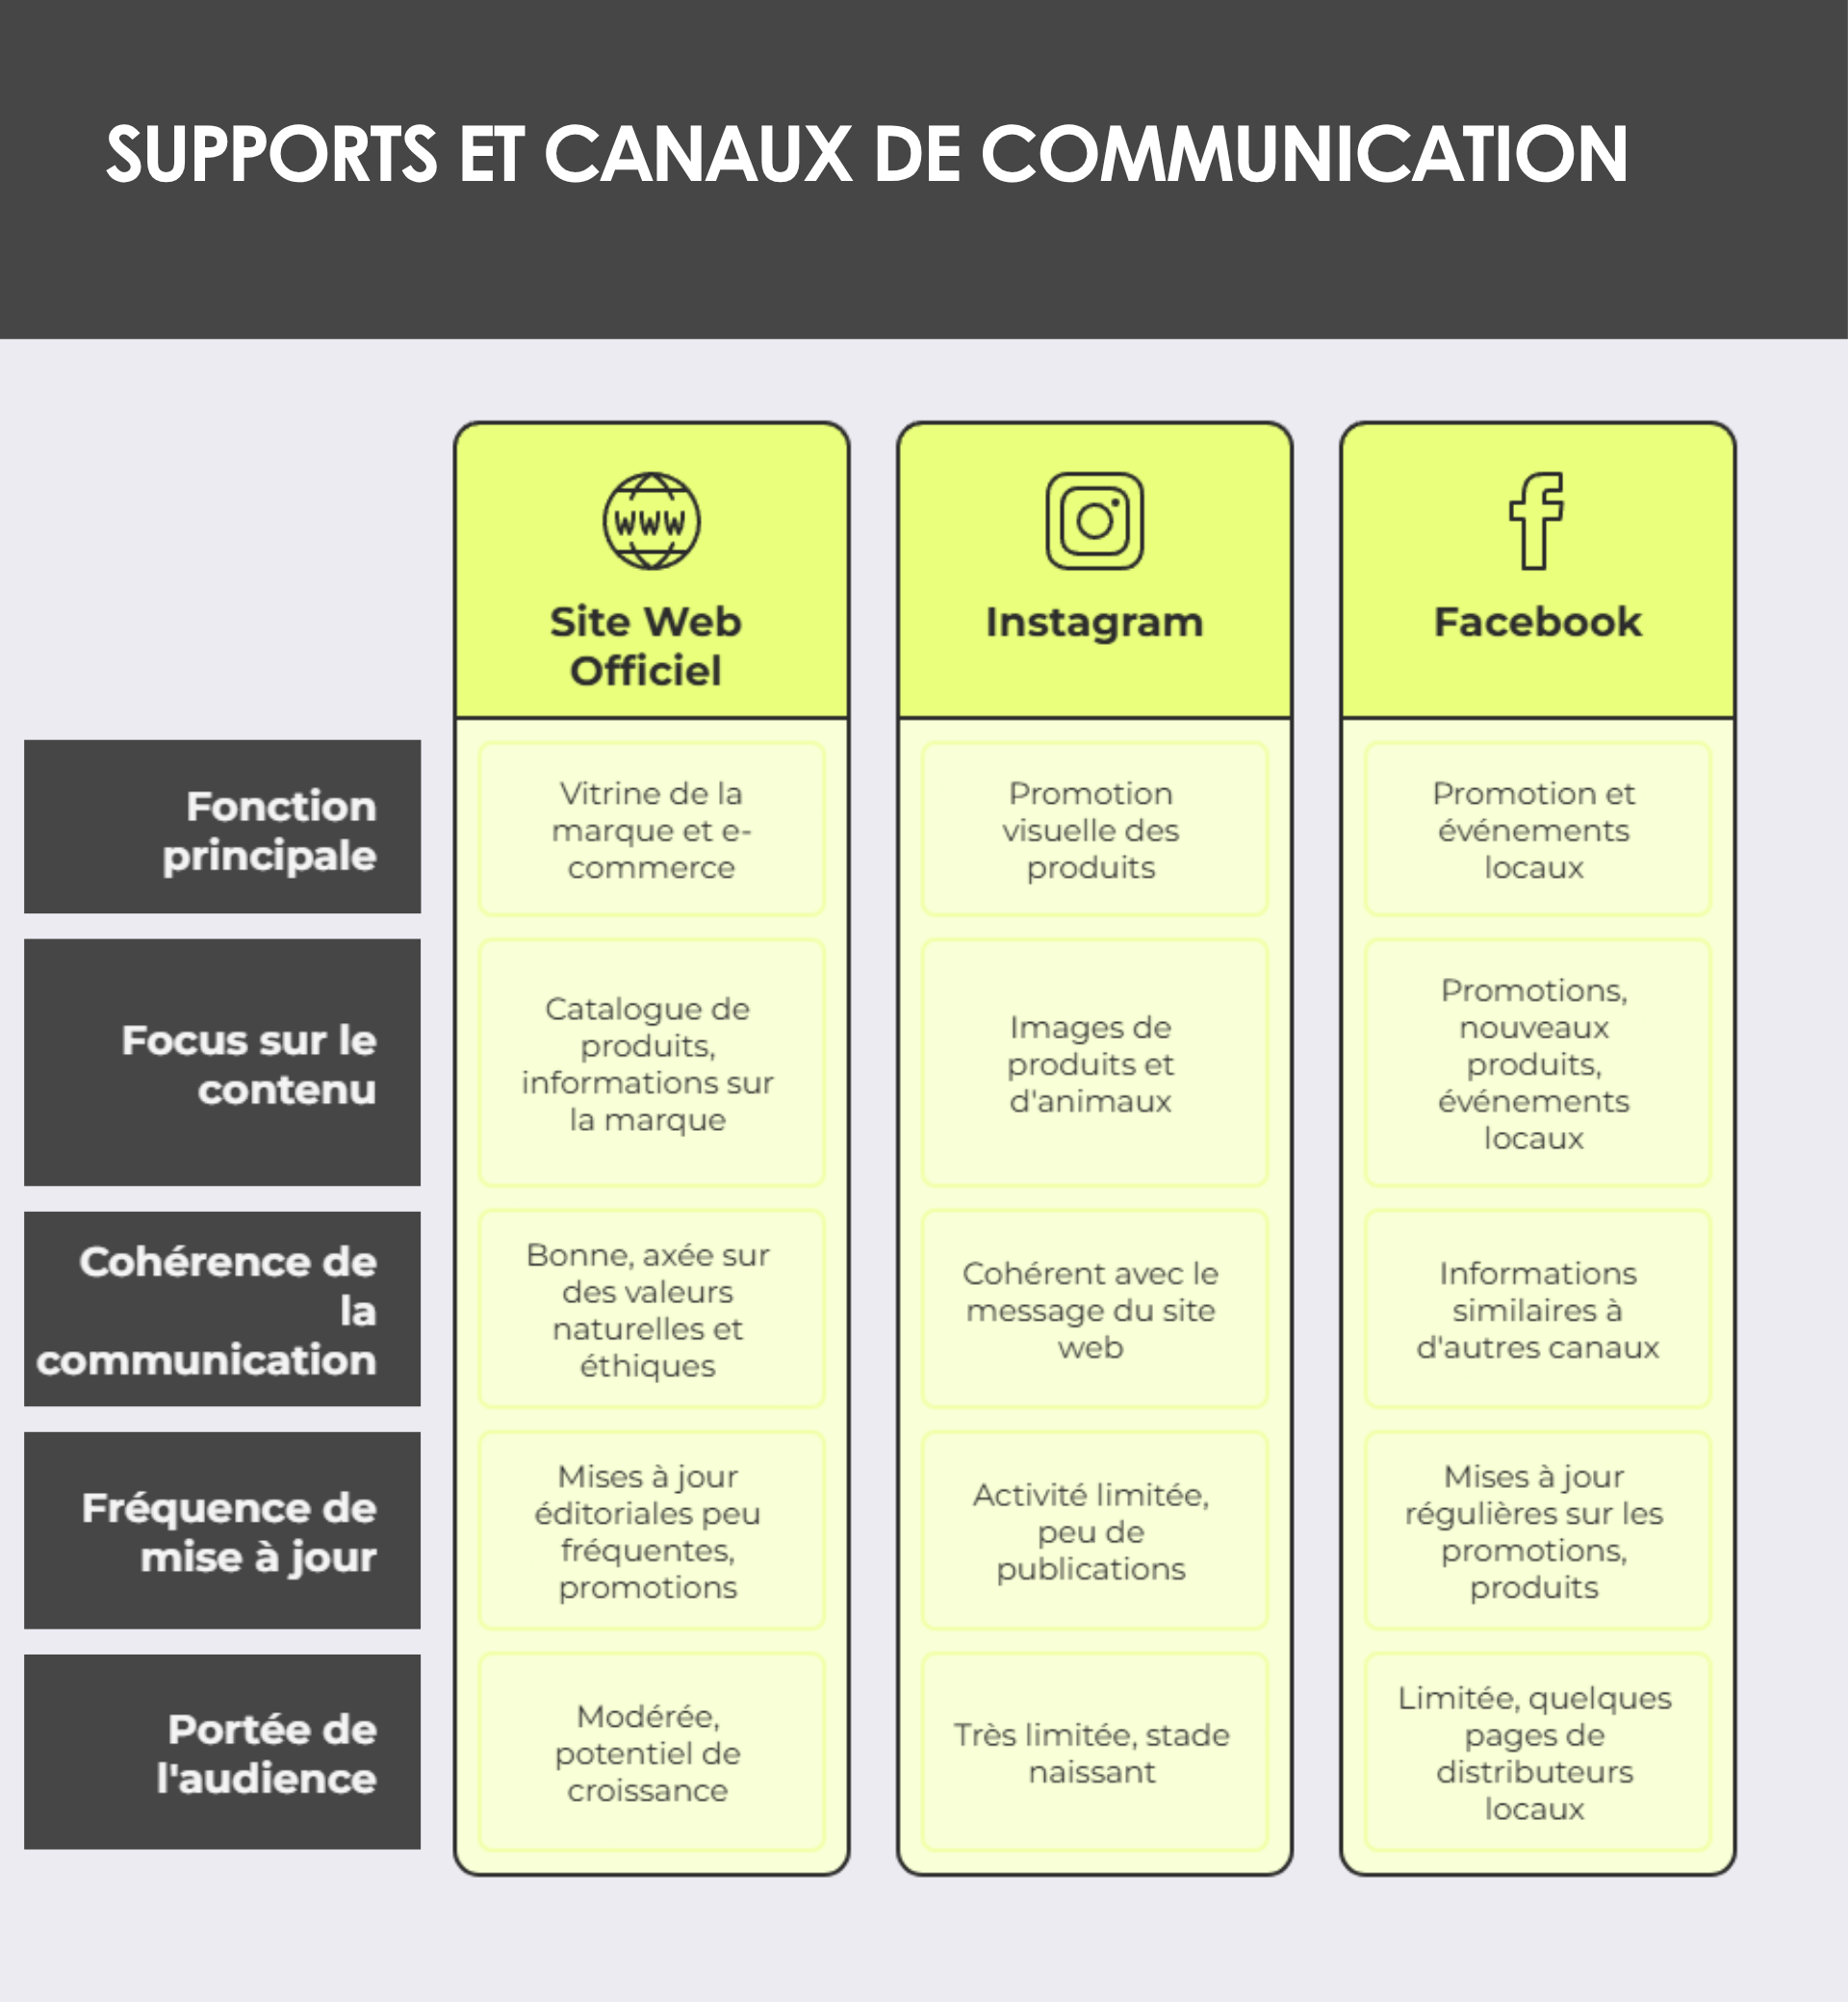 SUPPORTS ET CANAUX DE COMMUNICATION
www
Site Web
Officiel
Instagram
Facebook
Fonction
principale
Vitrine de la
marque et e-
commerce
Promotion
visuelle des
produits
Promotion et
événements
locaux
Focus sur le
contenu
Catalogue de
produits,
informations sur
la marque
Images de
produits et
d'animaux
Promotions,
nouveaux
produits,
événements
locaux
Cohérence de
la
communication
Bonne, axée sur
des valeurs
naturelles et
éthiques
Cohérent avec le
message du site
web
Informations
similaires à
d'autres canaux
Fréquence de
mise à jour
Mises à jour
éditoriales peu
fréquentes,
promotions
Activité limitée,
peu de
publications
Mises à jour
régulières sur les
promotions,
produits
Portée de
l'audience
Modérée,
potentiel de
croissance
Très limitée, stade
naissant
Limitée, quelques
pages de
distributeurs
locaux